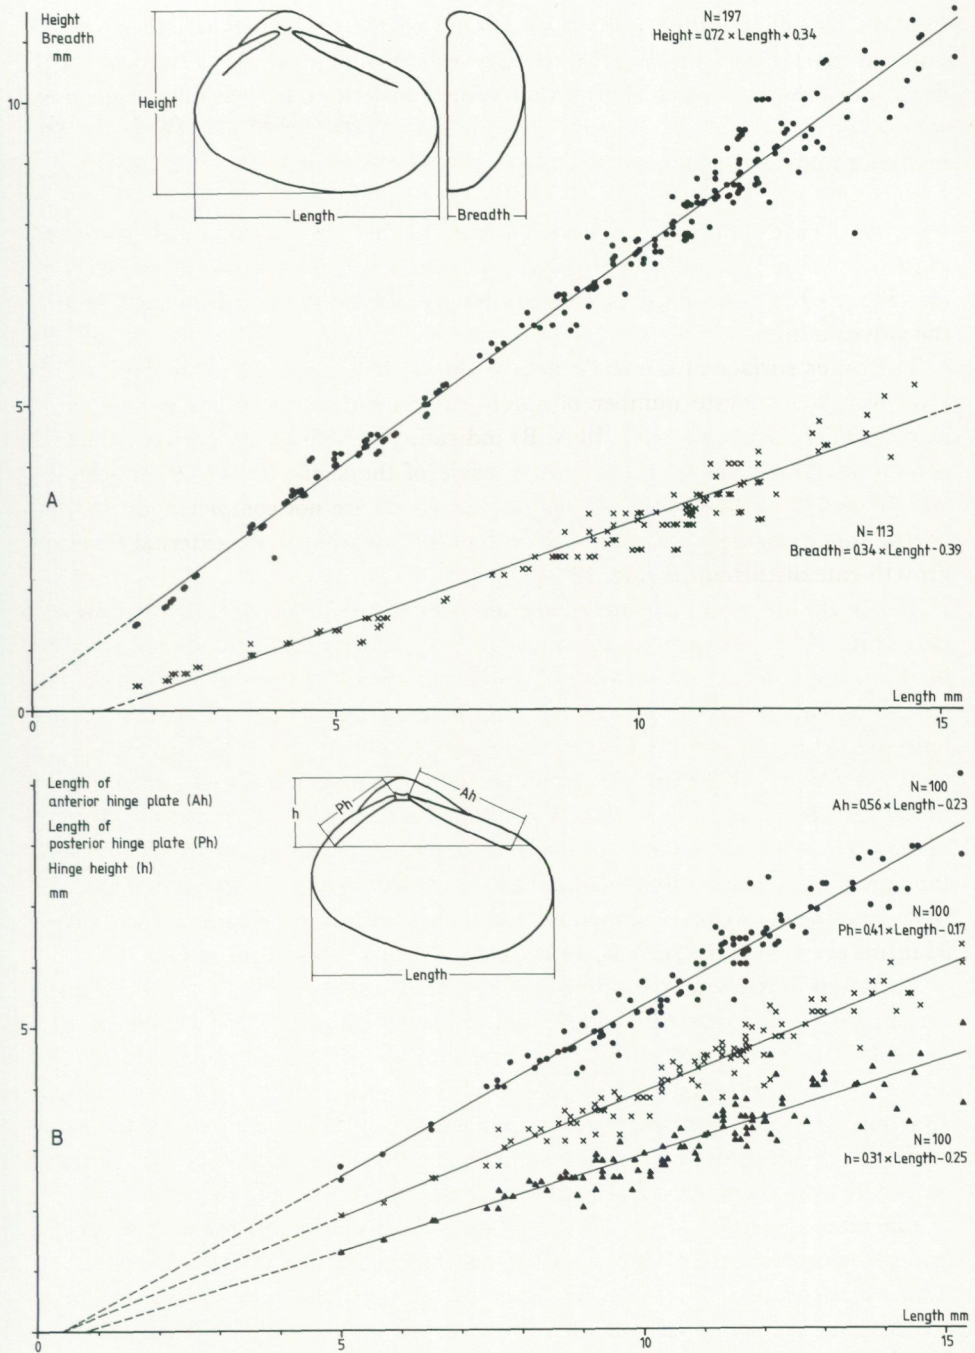 Height
Breadth
mm
N=197
Height=0.72×Length+0.34
10
Height
Length
Breadth
5
A
N=113
Breadth=0.34×Lenght-0.39
Length mm
0
0
5
10
15
Length of
anterior hinge plate (Ah)
Length of
posterior hinge plate (Ph)
Hinge height (h)
mm
h
Ph
Ah
Length
N=100
Ah=0.56×Length-0.23
N=100
Ph=0.41×Length-0.17
5
B
N=100
h=0.31×Length-0.25
Length mm
0
5
10
15